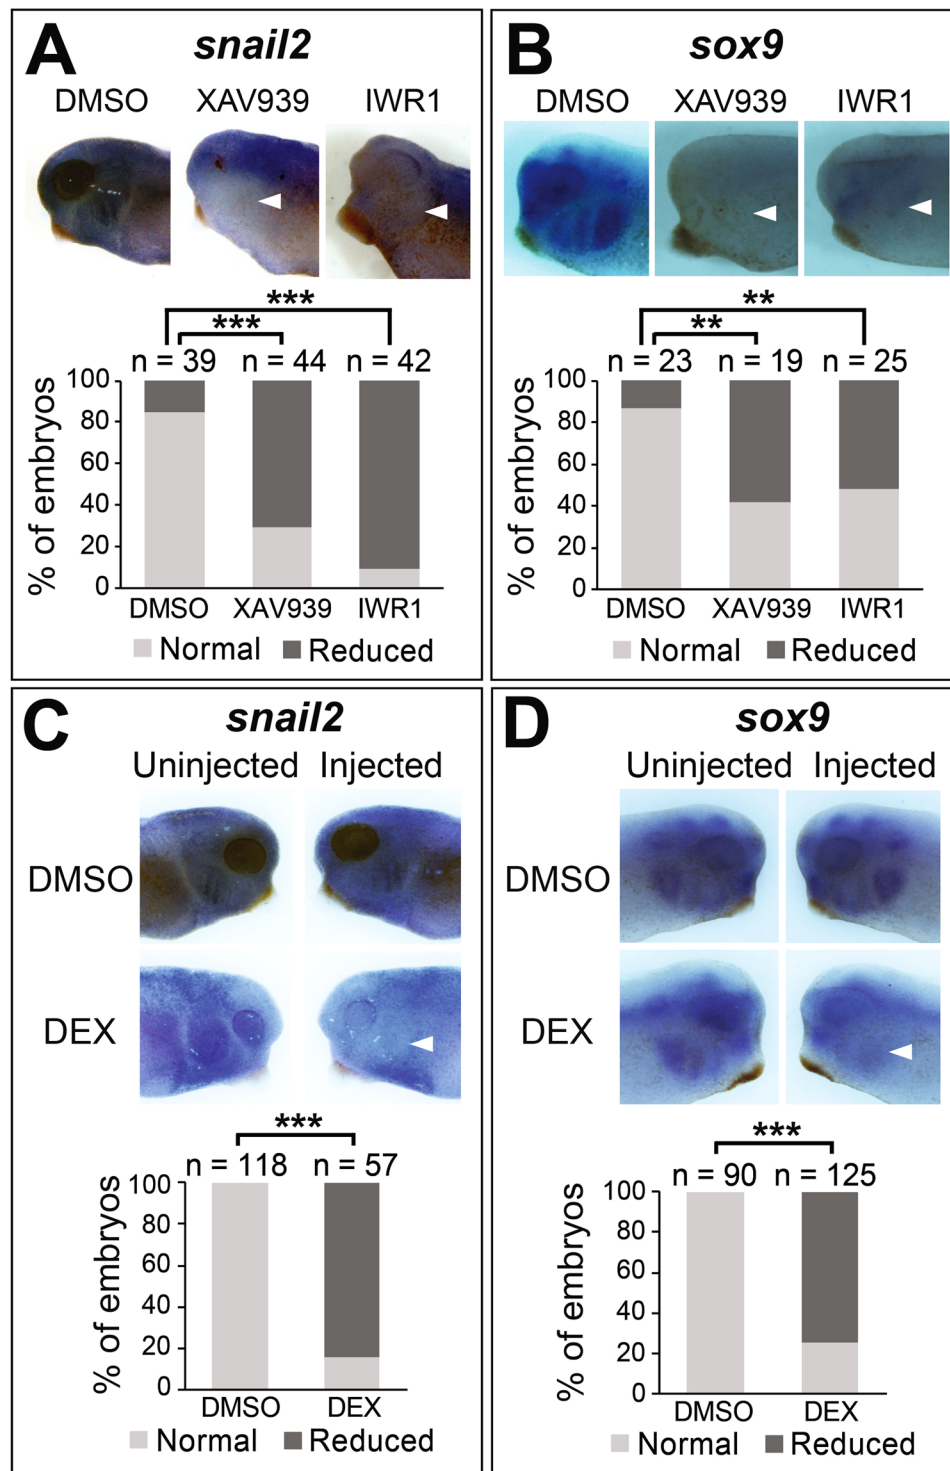 A snail2
DMSO XAV939 IWR1
***
***
n = 39 n = 44 n = 42
% of embryos
100
80
60
40
20
0
DMSO XAV939 IWR1
Normal Reduced
B sox9
DMSO XAV939 IWR1
**
**
n = 23 n = 19 n = 25
% of embryos
100
80
60
40
20
0
DMSO XAV939 IWR1
Normal Reduced
C snail2
Uninjected Injected
DMSO
DEX
***
n = 118 n = 57
% of embryos
100
80
60
40
20
0
DMSO DEX
Normal Reduced
D sox9
Uninjected Injected
DMSO
DEX
***
n = 90 n = 125
% of embryos
100
80
60
40
20
0
DMSO DEX
Normal Reduced